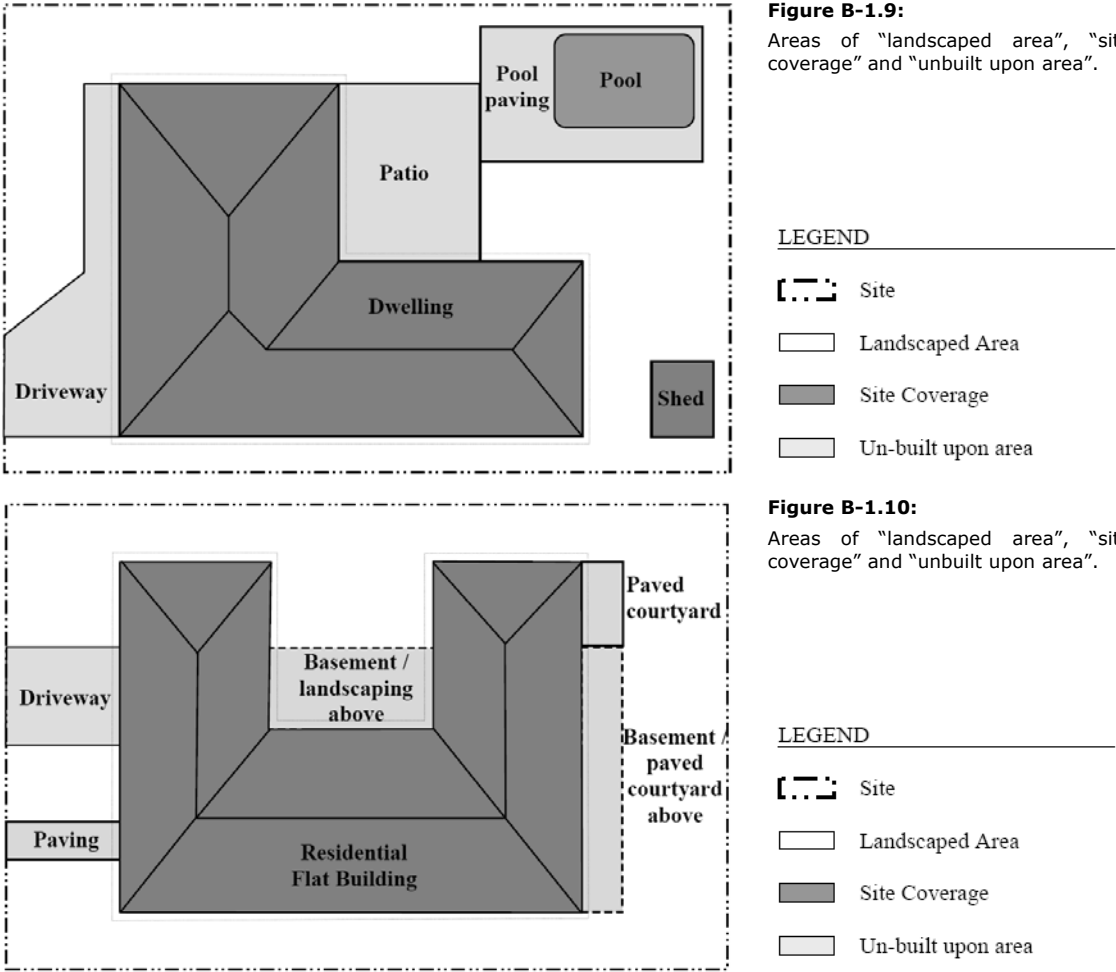 Figure B-1.9:
Areas of “landscaped area”, “sit
coverage” and “unbuilt upon area”.
Pool
paving
Pool
Patio
Dwelling
Driveway
Shed
LEGEND
Site
Landscaped Area
Site Coverage
Un-built upon area
Figure B-1.10:
Areas of “landscaped area”, “sit
coverage” and “unbuilt upon area”.
Paved
courtyard
Basement /
landscaping
above
Driveway
Basement /
paved
courtyard
above
Paving
Residential
Flat Building
LEGEND
Site
Landscaped Area
Site Coverage
Un-built upon area